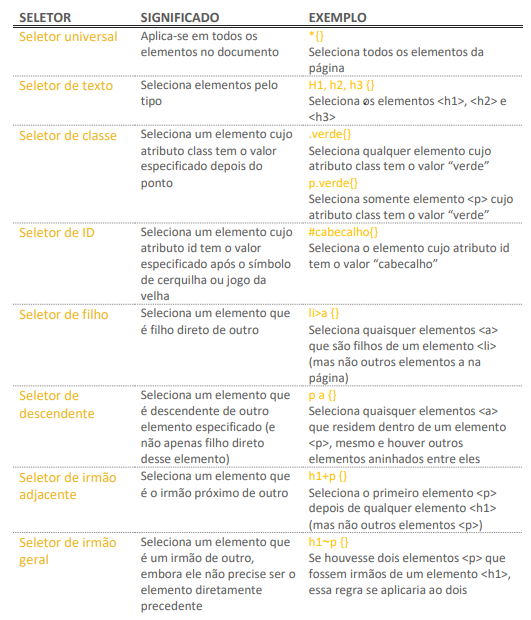 SELETOR SIGNIFICADO EXEMPLO
Seletor universal
Aplica-se em todos os
elementos no documento
*{}
Seleciona todos os elementos da
página
Seletor de texto
Seleciona elementos pelo
tipo
H1, h2, h3 {}
Seleciona os elementos <h1>, <h2> e
<h3>
Seletor de classe
Seleciona um elemento cujo
atributo class tem o valor
especificado depois do
ponto
.verde{}
Seleciona qualquer elemento cujo
atributo class tem o valor “verde”
p.verde{}
Seleciona somente elemento <p> cujo
atributo class tem o valor “verde”
Seletor de ID
Seleciona um elemento cujo
atributo id tem o valor
especificado após o símbolo
de cerquilha ou jogo da
velha
#cabecalho{}
Seleciona o elemento cujo atributo id
tem o valor “cabecalho”
Seletor de filho
Seleciona um elemento que
é filho direto de outro
li>a {}
Seleciona quaisquer elementos <a>
que são filhos de um elemento <li>
(mas não outros elementos a na
página)
Seletor de
descendente
Seleciona um elemento que
é descendente de outro
elemento especificado (e
não apenas filho direto
desse elemento)
p a {}
Seleciona quaisquer elementos <a>
que residem dentro de um elemento
<p>, mesmo e houver outros
elementos aninhados entre eles
Seletor de irmão
adjacente
Seleciona um elemento que
é o irmão próximo de outro
h1+p {}
Seleciona o primeiro elemento <p>
depois de qualquer elemento <h1>
(mas não outros elementos <p>)
Seletor de irmão
geral
Seleciona um elemento que
é um irmão de outro,
embora ele não precise ser o
elemento diretamente
precedente
h1~p {}
Se houvesse dois elementos <p> que
fossem irmãos de um elemento <h1>,
essa regra se aplicaria ao dois